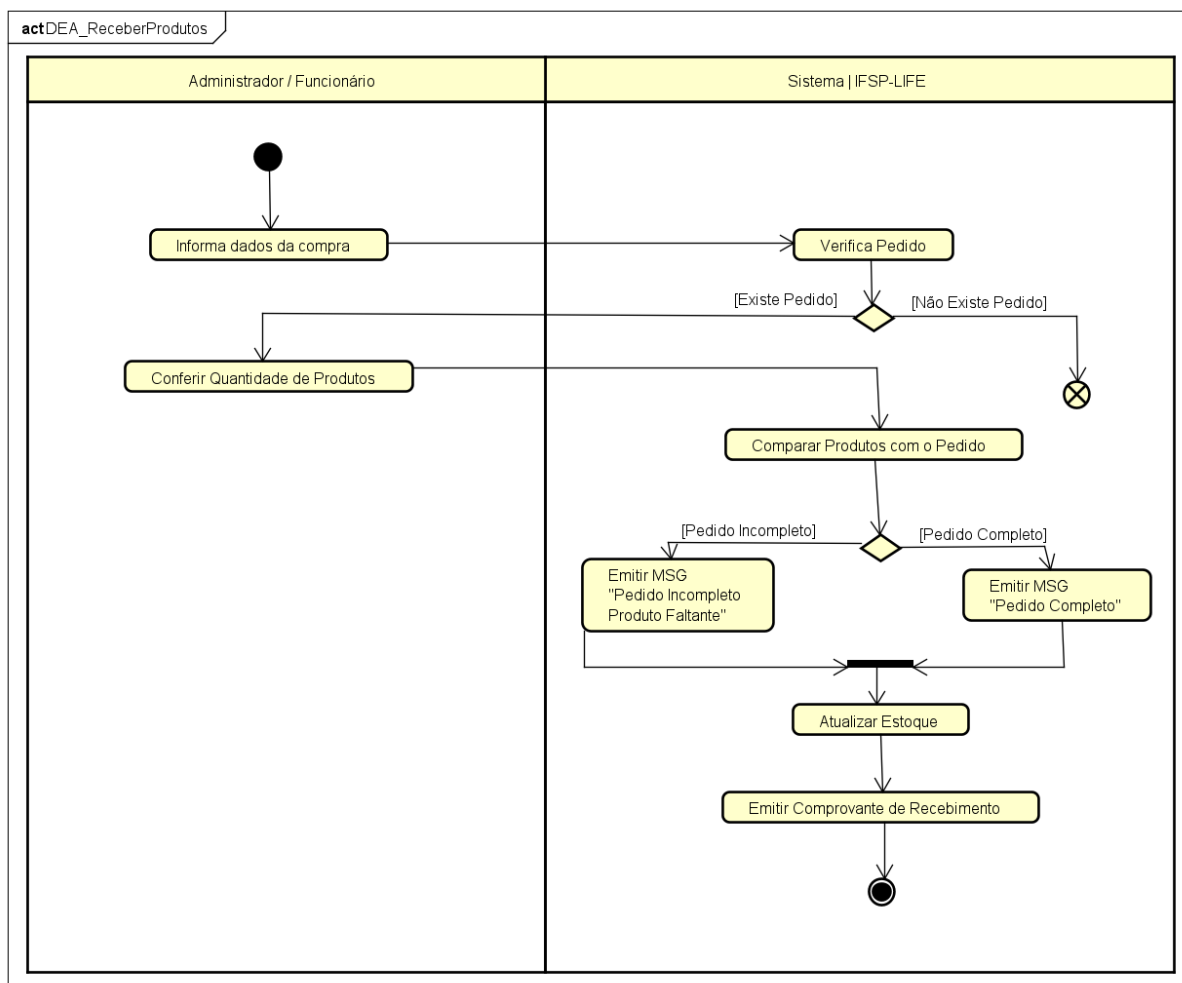 act DEA_ReceberProdutos
Administrador / Funcionário
Sistema | IFSP-LIFE
Informa dados da compra
Verifica Pedido
[Existe Pedido]
[Não Existe Pedido]
Conferir Quantidade de Produtos
Comparar Produtos com o Pedido
[Pedido Incompleto]
[Pedido Completo]
Emitir MSG
"Pedido Incompleto
Produto Faltante"
Emitir MSG
"Pedido Completo"
Atualizar Estoque
Emitir Comprovante de Recebimento